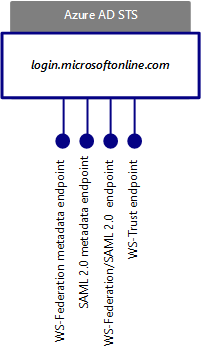 Azure AD STS
login.microsoftonline.com
WS-Federation metadata endpoint
SAML 2.0 metadata endpoint
WS-Federation/SAML 2.0 endpoint
WS-Trust endpoint